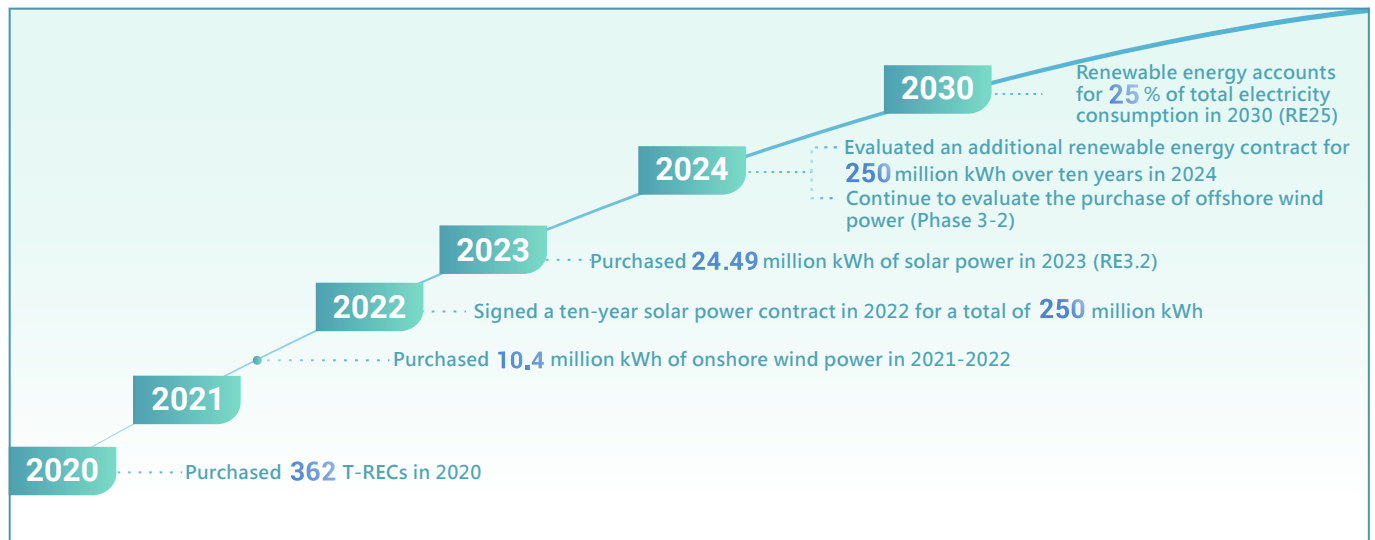 2030
Renewable energy accounts
for 25 % of total electricity
consumption in 2030 (RE25)
2024
Evaluated an additional renewable energy contract for
250 million kWh over ten years in 2024
Continue to evaluate the purchase of offshore wind
power (Phase 3-2)
2023
Purchased 24.49 million kWh of solar power in 2023 (RE3.2)
2022
Signed a ten-year solar power contract in 2022 for a total of 250 million kWh
Purchased 10.4 million kWh of onshore wind power in 2021-2022
2021
2020
Purchased 362 T-RECs in 2020